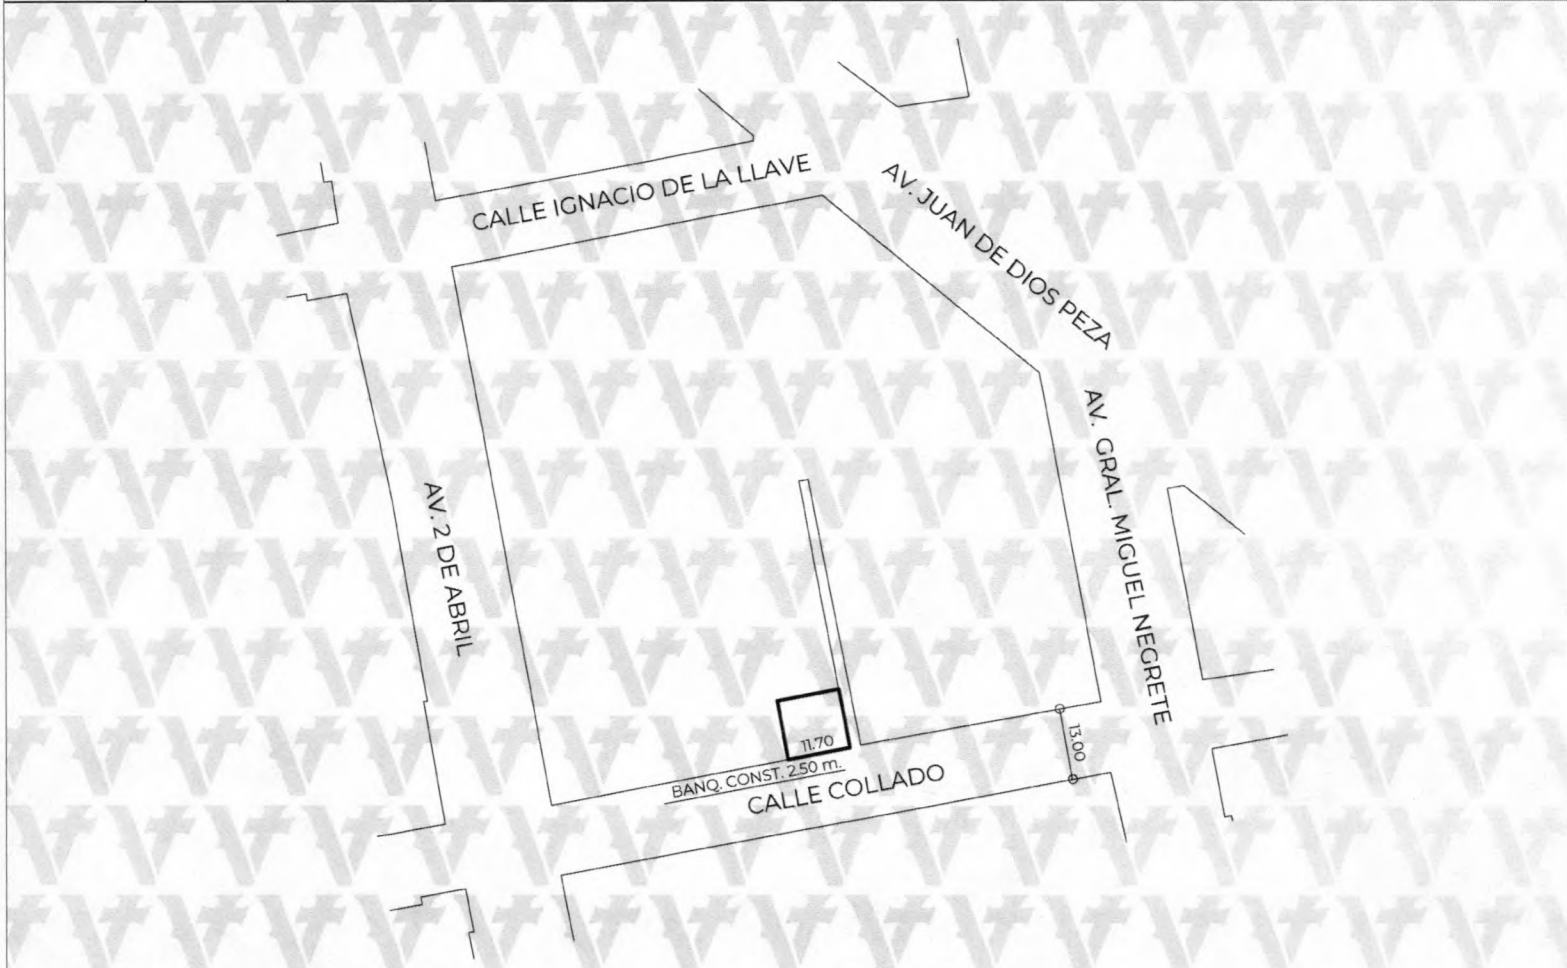 CALLE IGNACIO DE LA LLAVE
AV. JUAN DE DIOS PEZA
AV. GRAL. MIGUEL NEGRETE
AV. 2 DE ABRIL
11.70
13.00
BANQ. CONST. 2.50 m.
CALLE COLLADO